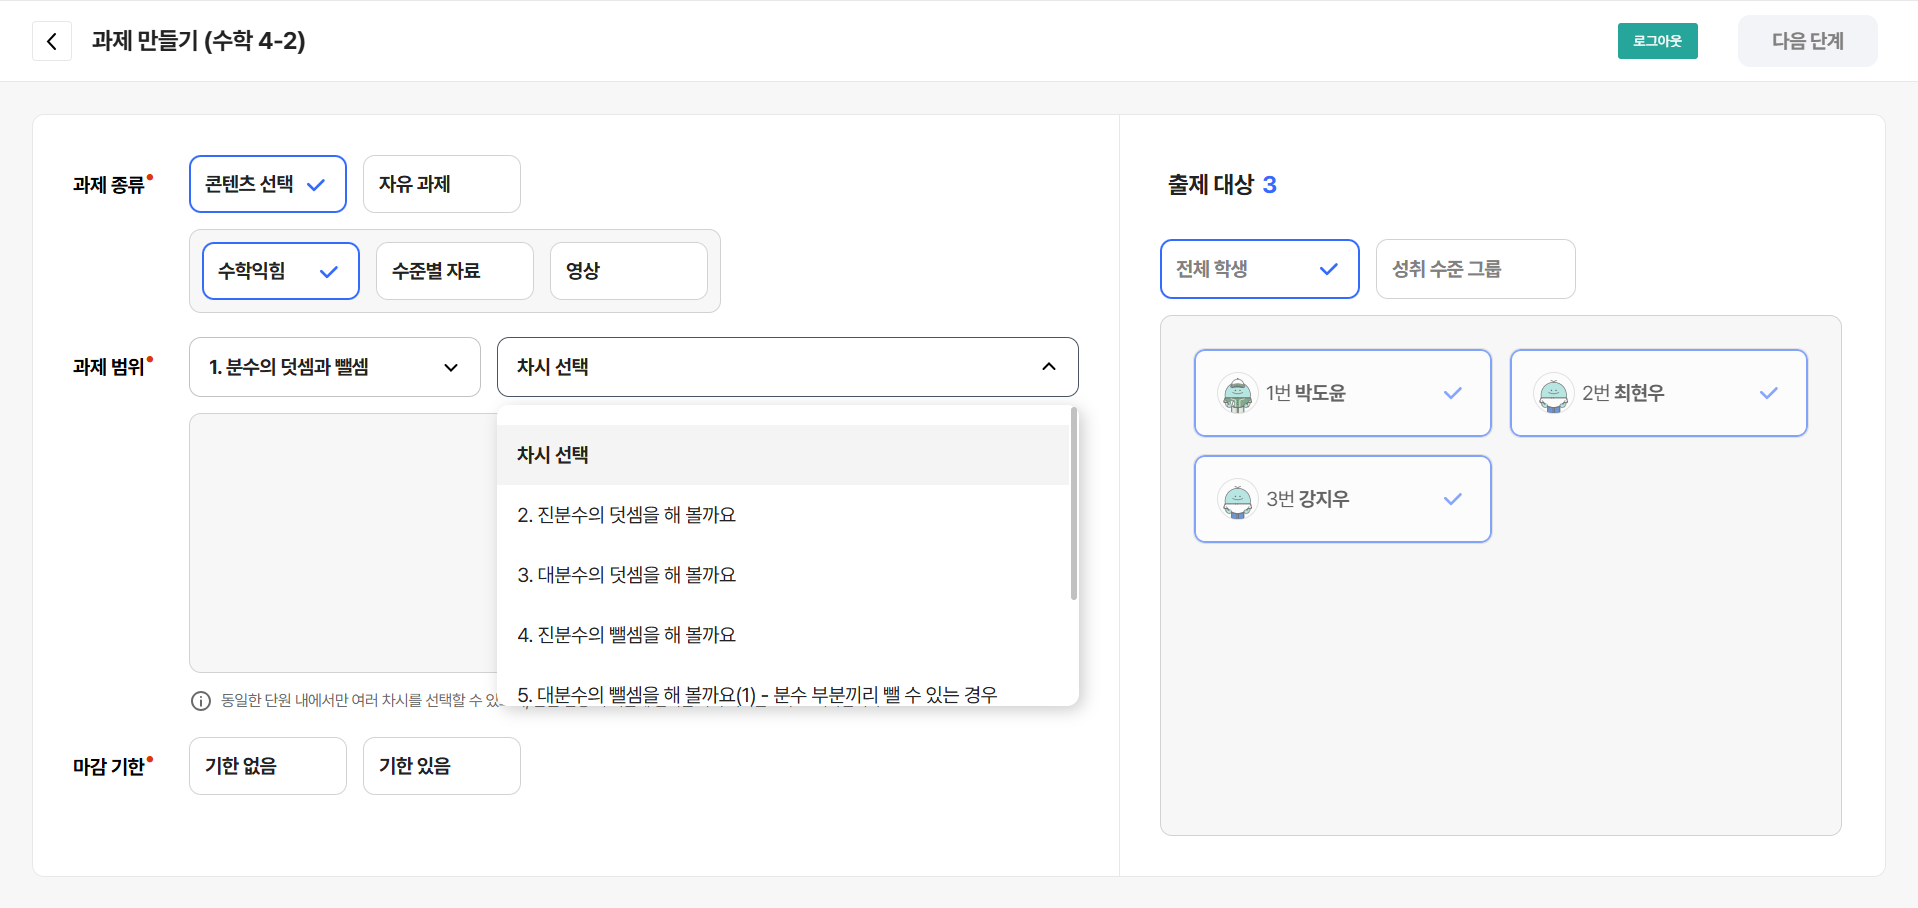 과제 만들기 (수학 4-2)
로그아웃
다음 단계
과제 종류
콘텐츠 선택
자유 과제
수학익힘
수준별 자료
영상
과제 범위
1. 분수의 덧셈과 뺄셈
차시 선택
차시 선택
2. 진분수의 덧셈을 해 볼까요
3. 대분수의 덧셈을 해 볼까요
4. 진분수의 뺄셈을 해 볼까요
5. 대분수의 뺄셈을 해 볼까요(1) - 분수 부분끼리 뺄 수 있는 경우
동일한 단원 내에서만 여러 차시를 선택할 수 있
마감 기한
기한 없음
기한 있음
출제 대상 3
전체 학생
성취 수준 그룹
1번 박도윤
2번 최현우
3번 강지우